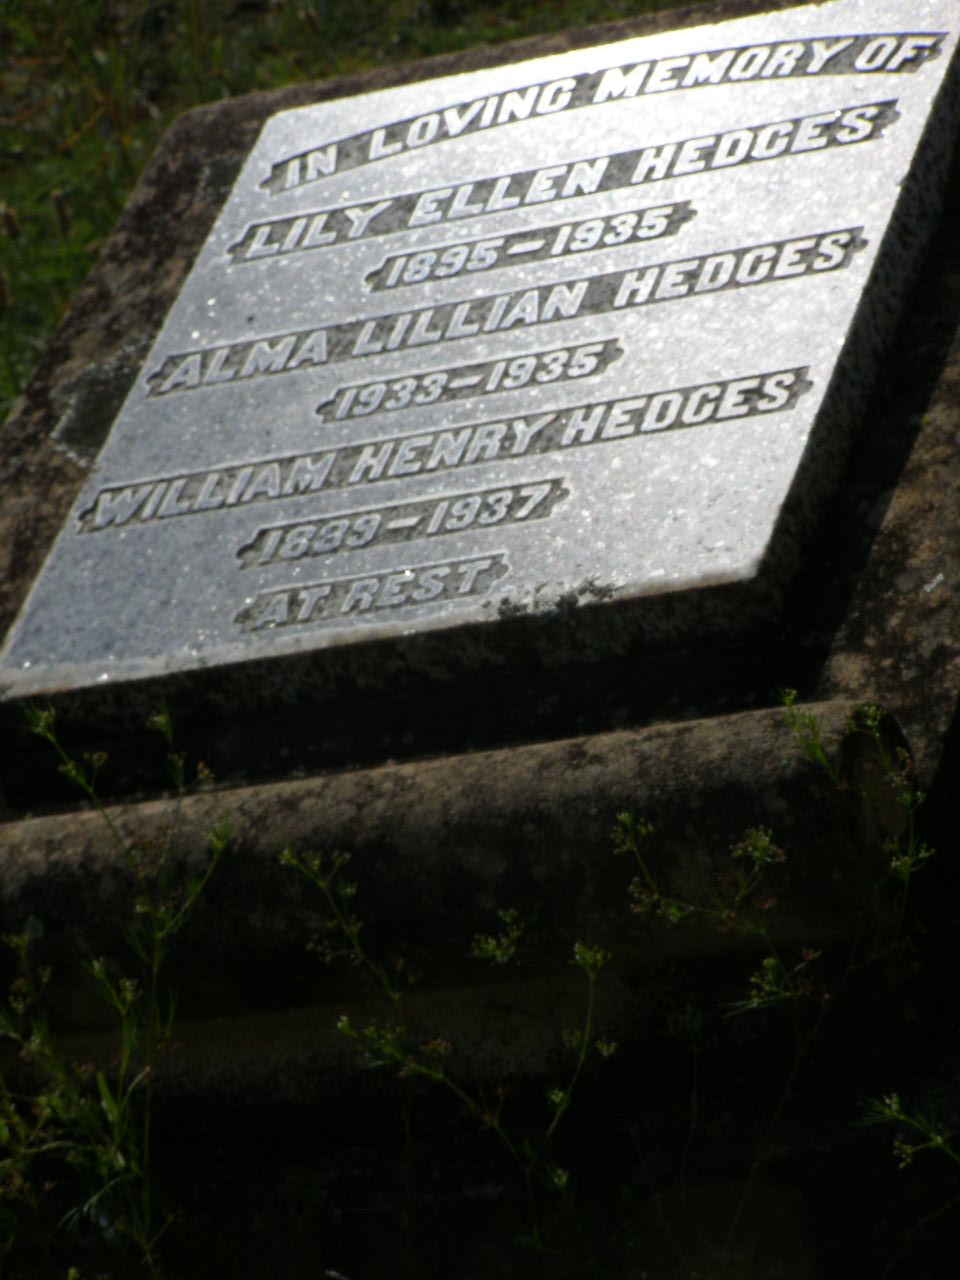 IN LOVING MEMORY OF
LILY ELLEN HEDGES
1895-1935
ALMA LILLIAN HEDGES
1933-1935
WILLIAM HENRY HEDGES
1889-1937
AT REST